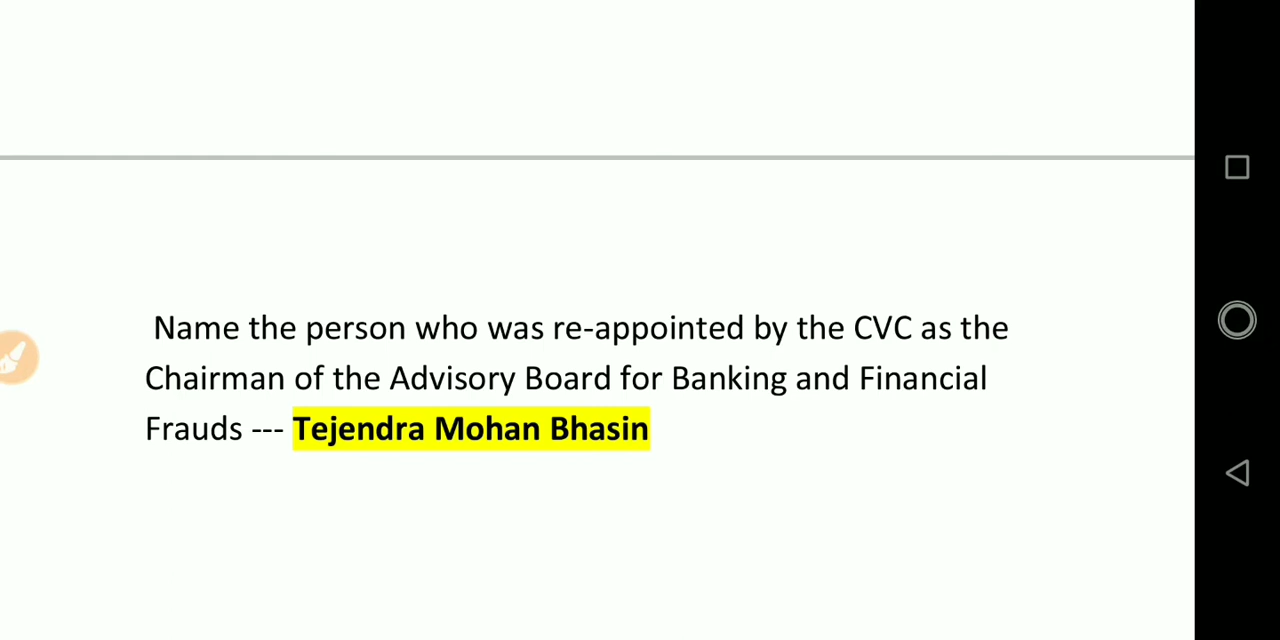 Name the person who was re-appointed by the CVC as the
Chairman of the Advisory Board for Banking and Financial
Frauds --- Tejendra Mohan Bhasin